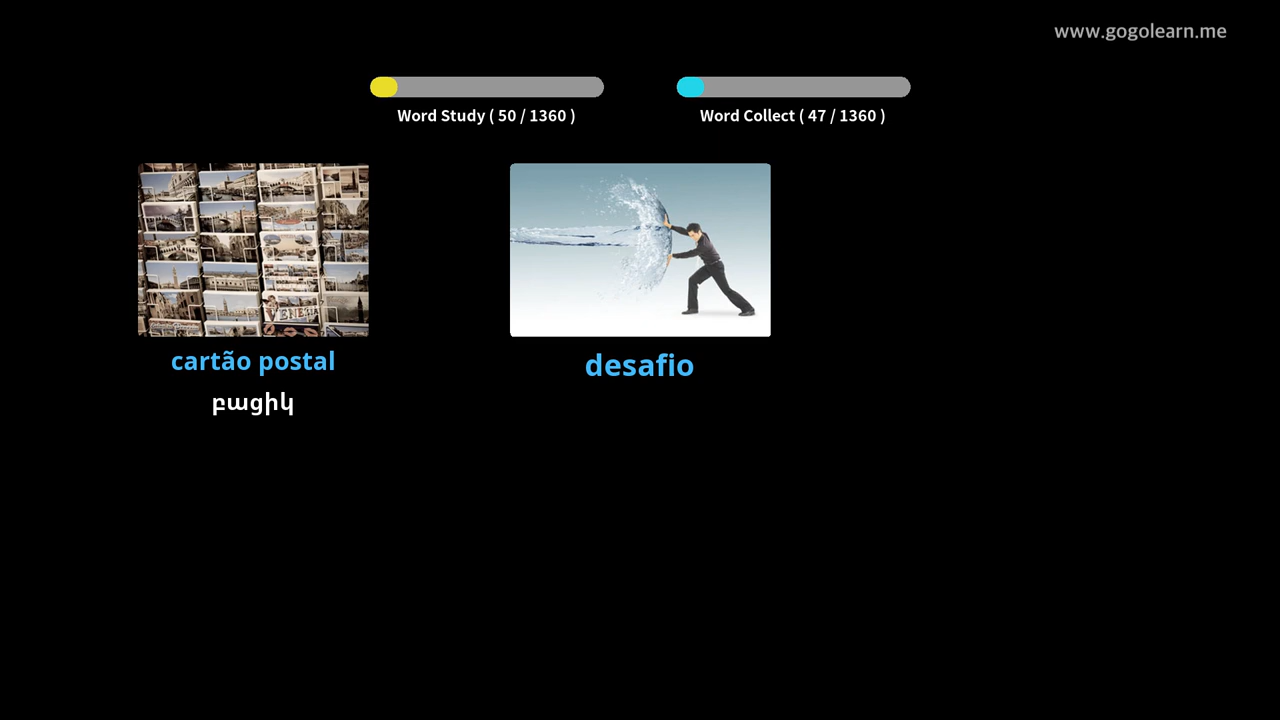 www.gogolearn.me
Word Study ( 50 / 1360 )
Word Collect ( 47 / 1360 )
cartão postal
բացիկ
desafio